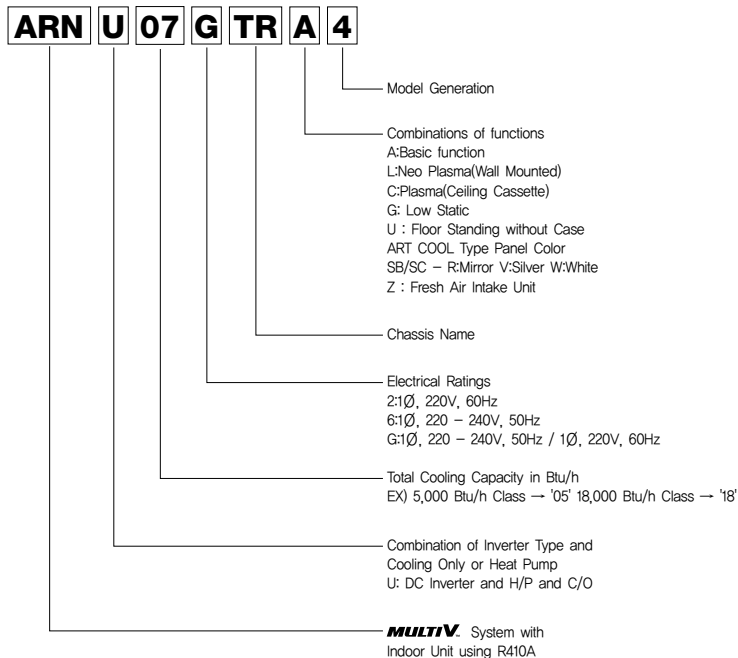 ARN U 07 G TR A 4
Model Generation
Combinations of functions
A:Basic function
L:Neo Plasma(Wall Mounted)
C:Plasma(Ceiling Cassette)
G: Low Static
U : Floor Standing without Case
ART COOL Type Panel Color
SB/SC - R:Mirror V:Silver W:White
Z : Fresh Air Intake Unit
Chassis Name
Electrical Ratings
2:1Ø, 220V, 60Hz
6:1Ø, 220 - 240V, 50Hz
G:1Ø, 220 - 240V, 50Hz / 1Ø, 220V, 60Hz
Total Cooling Capacity in Btu/h
EX) 5,000 Btu/h Class → '05' 18,000 Btu/h Class → '18'
Combination of Inverter Type and
Cooling Only or Heat Pump
U: DC Inverter and H/P and C/O
MULTI V. System with
Indoor Unit using R410A